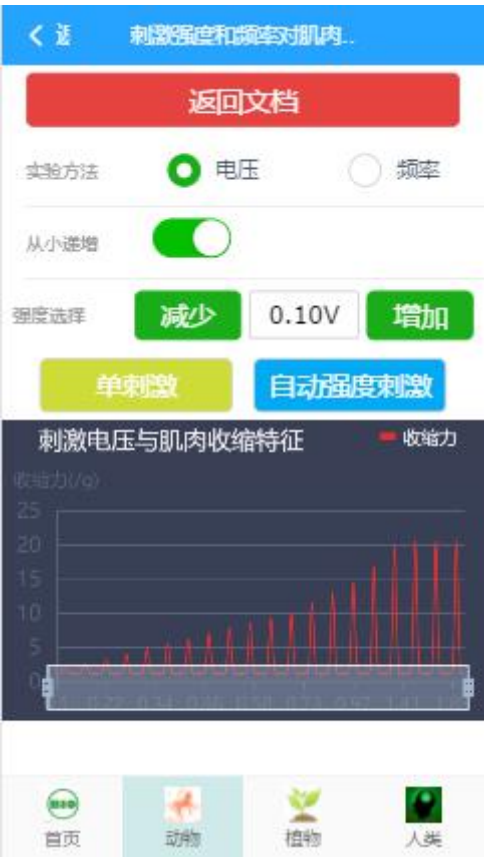 刺激强度和频率对肌肉..
返回文档
实验方法 电压 频率
从小递增
强度选择 减少 0.10V 增加
单刺激 自动强度刺激
刺激电压与肌肉收缩特征 收缩力
收缩力(/g)
25
20
15
10
5
0
首页 动物 植物 人类